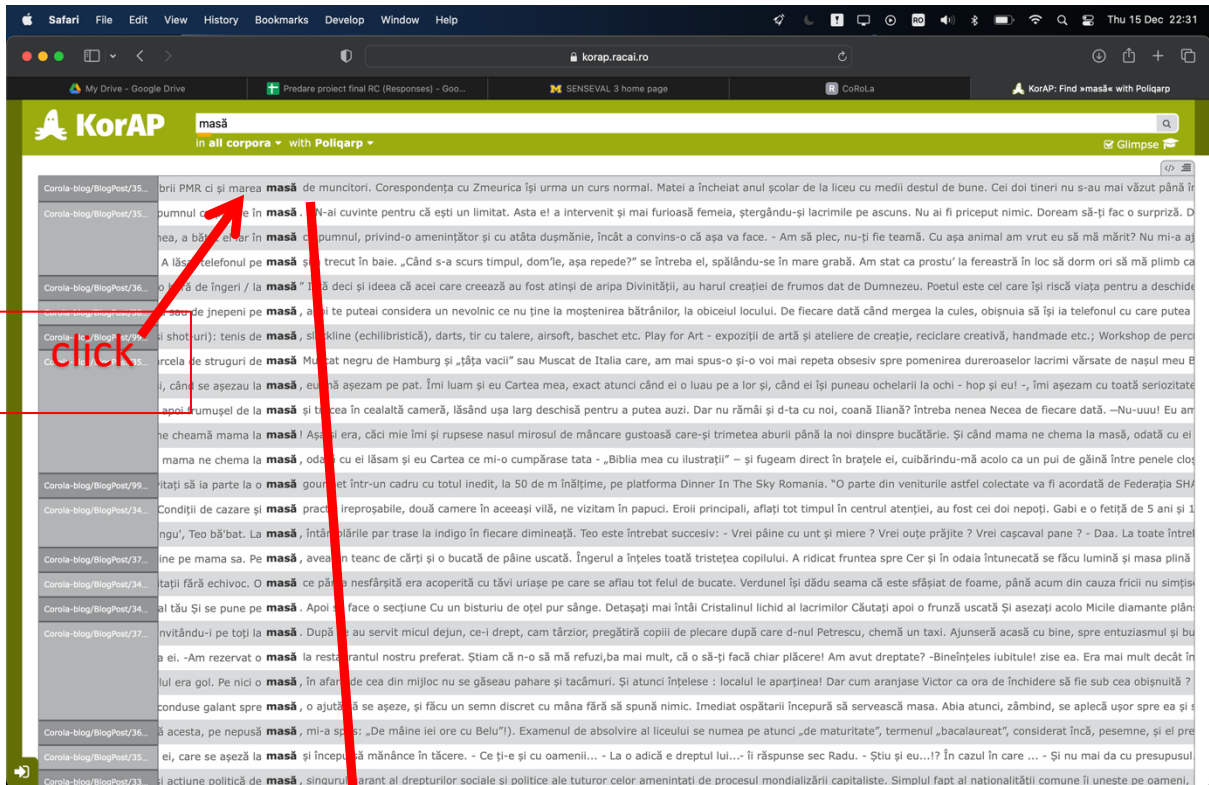 Safari File Edit View History Bookmarks Develop Window Help RO Thu 15 Dec 22:31
korap.racai.ro
My Drive - Google Drive Predare proiect final RC (Responses) - Goo... SENSEVAL 3 home page CoRoLa KorAP: Find »masă« with Poliqarp
KorAP masă
in all corpora with Poliqarp Glimpse
Corola-blog/BlogPost/35... brii PMR ci și marea masă de muncitori. Corespondența cu Zmeurica își urma un curs normal. Matei a încheiat anul școlar de la liceu cu medii destul de bune. Cei doi tineri nu s-au mai văzut până
Corola-blog/BlogPost/35... în masă. N-ai cuvinte pentru că ești un limitat. Asta e! a intervenit și mai furioasă femeia, ștergându-și lacrimile pe ascuns. Nu ai fi priceput nimic. Doream să-ți fac o surpriză. D
în masă pumnul, privind-o amenințător și cu atâta dușmănie, încât a convins-o că așa va face. - Am să plec, nu-ți fie teamă. Cu așa animal am vrut eu să mă mărit? Nu mi-a aj
A telefonul pe masă trecut în baie. „Când s-a scurs timpul, dom'le, așa repede?” se întreba el, spălându-se în mare grabă. Am stat ca prostu' la fereastră în loc să dorm ori să mă plimb ca
Corola-blog/BlogPost/36... de îngeri / la masă” deci și ideea că acei care creează au fost atinși de aripa Divinității, au harul creației de frumos dat de Dumnezeu. Poetul este cel care își riscă viața pentru a deschide
sau de jnepeni pe masă, te puteai considera un nevolnic ce nu ține la moștenirea bătrânilor, la obiceiul locului. De fiecare dată când mergea la cules, obișnuia să își ia telefonul cu care putea
Corola-blog/BlogPost/99... și shot-uri): tenis de masă, slackline (echilibristică), darts, tir cu talere, airsoft, baschet etc. Play for Art - expoziții de artă și ateliere de creație, reciclare creativă, handmade etc.; Workshop de perc
click
rcela de struguri de masă Muscat negru de Hamburg și „țâța vacii” sau Muscat de Italia care, am mai spus-o și-o voi mai repeta obsesiv spre pomenirea dureroaselor lacrimi vărsate de nașul meu B
i, când se așezau la masă, așezam pe pat. Îmi luam și eu Cartea mea, exact atunci când ei o luau pe a lor și, când ei își puneau ochelarii la ochi - hop și eu! -, îmi așezam cu toată seriozitate
apoi frumușel de la masă și trecea în cealaltă cameră, lăsând ușa larg deschisă pentru a putea auzi. Dar nu rămâi și d-ta cu noi, coană Iliană? întreba nenea Necea de fiecare dată. —Nu-uuu! Eu am
ne cheamă mama la masă! Așa și era, căci mie îmi și rupsese nasul mirosul de mâncare gustoasă care-și trimetea aburii până la noi dinspre bucătărie. Și când mama ne chema la masă, odată cu ei
mama ne chema la masă, odată cu ei lăsam și eu Cartea ce mi-o cumpărase tata - „Biblia mea cu ilustrații” – și fugeam direct în brațele ei, cuibărindu-mă acolo ca un pui de găină între penele cloș
Corola-blog/BlogPost/99... vitați să ia parte la o masă gourmet într-un cadru cu totul inedit, la 50 de m înălțime, pe platforma Dinner In The Sky Romania. “O parte din veniturile astfel colectate va fi acordată de Federația SHA
Corola-blog/BlogPost/34... Condiții de cazare și masă practic ireproșabile, două camere în aceeași vilă, ne vizitam în papuci. Eroii principali, aflați tot timpul în centrul atenției, au fost cei doi nepoți. Gabi e o fetiță de 5 ani și 1
ngu', Teo bă'bat. La masă, întâmplările par trase la indigo în fiecare dimineață. Teo este întrebat succesiv: - Vrei pâine cu unt și miere ? Vrei ouțe prăjite ? Vrei cașcaval pane ? - Daa. La toate între
Corola-blog/BlogPost/37... ine pe mama sa. Pe masă, avea un teanc de cărți și o bucată de pâine uscată. Îngerul a înțeles toată tristețea copilului. A ridicat fruntea spre Cer și în odaia întunecată se făcu lumină și masa plină
Corola-blog/BlogPost/34... tații fără echivoc. O masă ce părea nesfârșită era acoperită cu tăvi uriașe pe care se aflau tot felul de bucate. Verdunel își dădu seama că este sfâșiat de foame, până acum din cauza fricii nu simțis
Corola-blog/BlogPost/34... al tău Și se pune pe masă. Apoi se face o secțiune Cu un bisturiu de oțel pur sânge. Detașați mai întâi Cristalinul lichid al lacrimilor Căutați apoi o frunză uscată Și asezați acolo Micile diamante plân
Corola-blog/BlogPost/37... nvitându-i pe toți la masă. După ce au servit micul dejun, ce-i drept, cam târzior, pregătiră copiii de plecare după care d-nul Petrescu, chemă un taxi. Ajunseră acasă cu bine, spre entuziasmul și bu
a ei. -Am rezervat o masă la restaurantul nostru preferat. Știam că n-o să mă refuzi,ba mai mult, că o să-ți facă chiar plăcere! Am avut dreptate? -Bineînțeles iubitule! zise ea. Era mai mult decât în
lul era gol. Pe nici o masă, în afară de cea din mijloc nu se găseau pahare și tacâmuri. Și atunci înțelese : localul le aparținea! Dar cum aranjase Victor ca ora de închidere să fie sub cea obișnuită ?
conduse galant spre masă, o ajută să se așeze, și făcu un semn discret cu mâna fără să spună nimic. Imediat ospătarii începură să servească masa. Abia atunci, zâmbind, se aplecă ușor spre ea și s
Corola-blog/BlogPost/36... ă acesta, pe nepusă masă, mi-a spus: „De mâine iei ore cu Belu”!). Examenul de absolvire al liceului se numea pe atunci „de maturitate”, termenul „bacalaureat”, considerat încă, pesemne, și el pre
Corola-blog/BlogPost/35... ei, care se așeză la masă și începu să mănânce în tăcere. - Ce ți-e și cu oamenii... - La o adică e dreptul lui...- îi răspunse sec Radu. - Știu și eu...!? În cazul în care ... - Și nu mai da cu presupusul
Corola-blog/BlogPost/33... și acțiune politică de masă, singurul garant al drepturilor sociale și politice ale tuturor celor amenințați de procesul mondializării capitaliste. Simplul fapt al naționalității comune îi unește pe oameni,